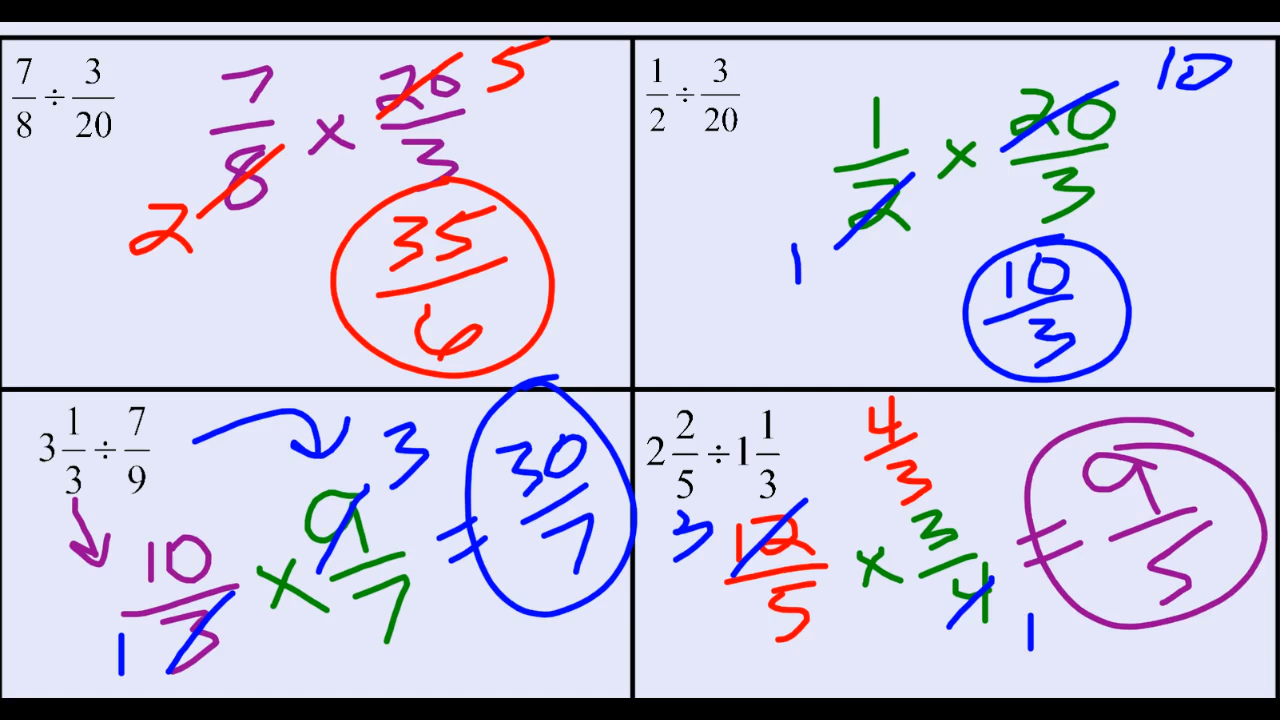 7/8 ÷ 3/20
7/8 × 20/3
5
2
35/6
1/2 ÷ 3/20
1/2 × 20/3
10
1
10/3
3 1/3 ÷ 7/9
10/3 × 9/7 = 30/7
3
1
2 2/5 ÷ 1 1/3
4/3
12/5 × 3/4 = 9/5
3
1